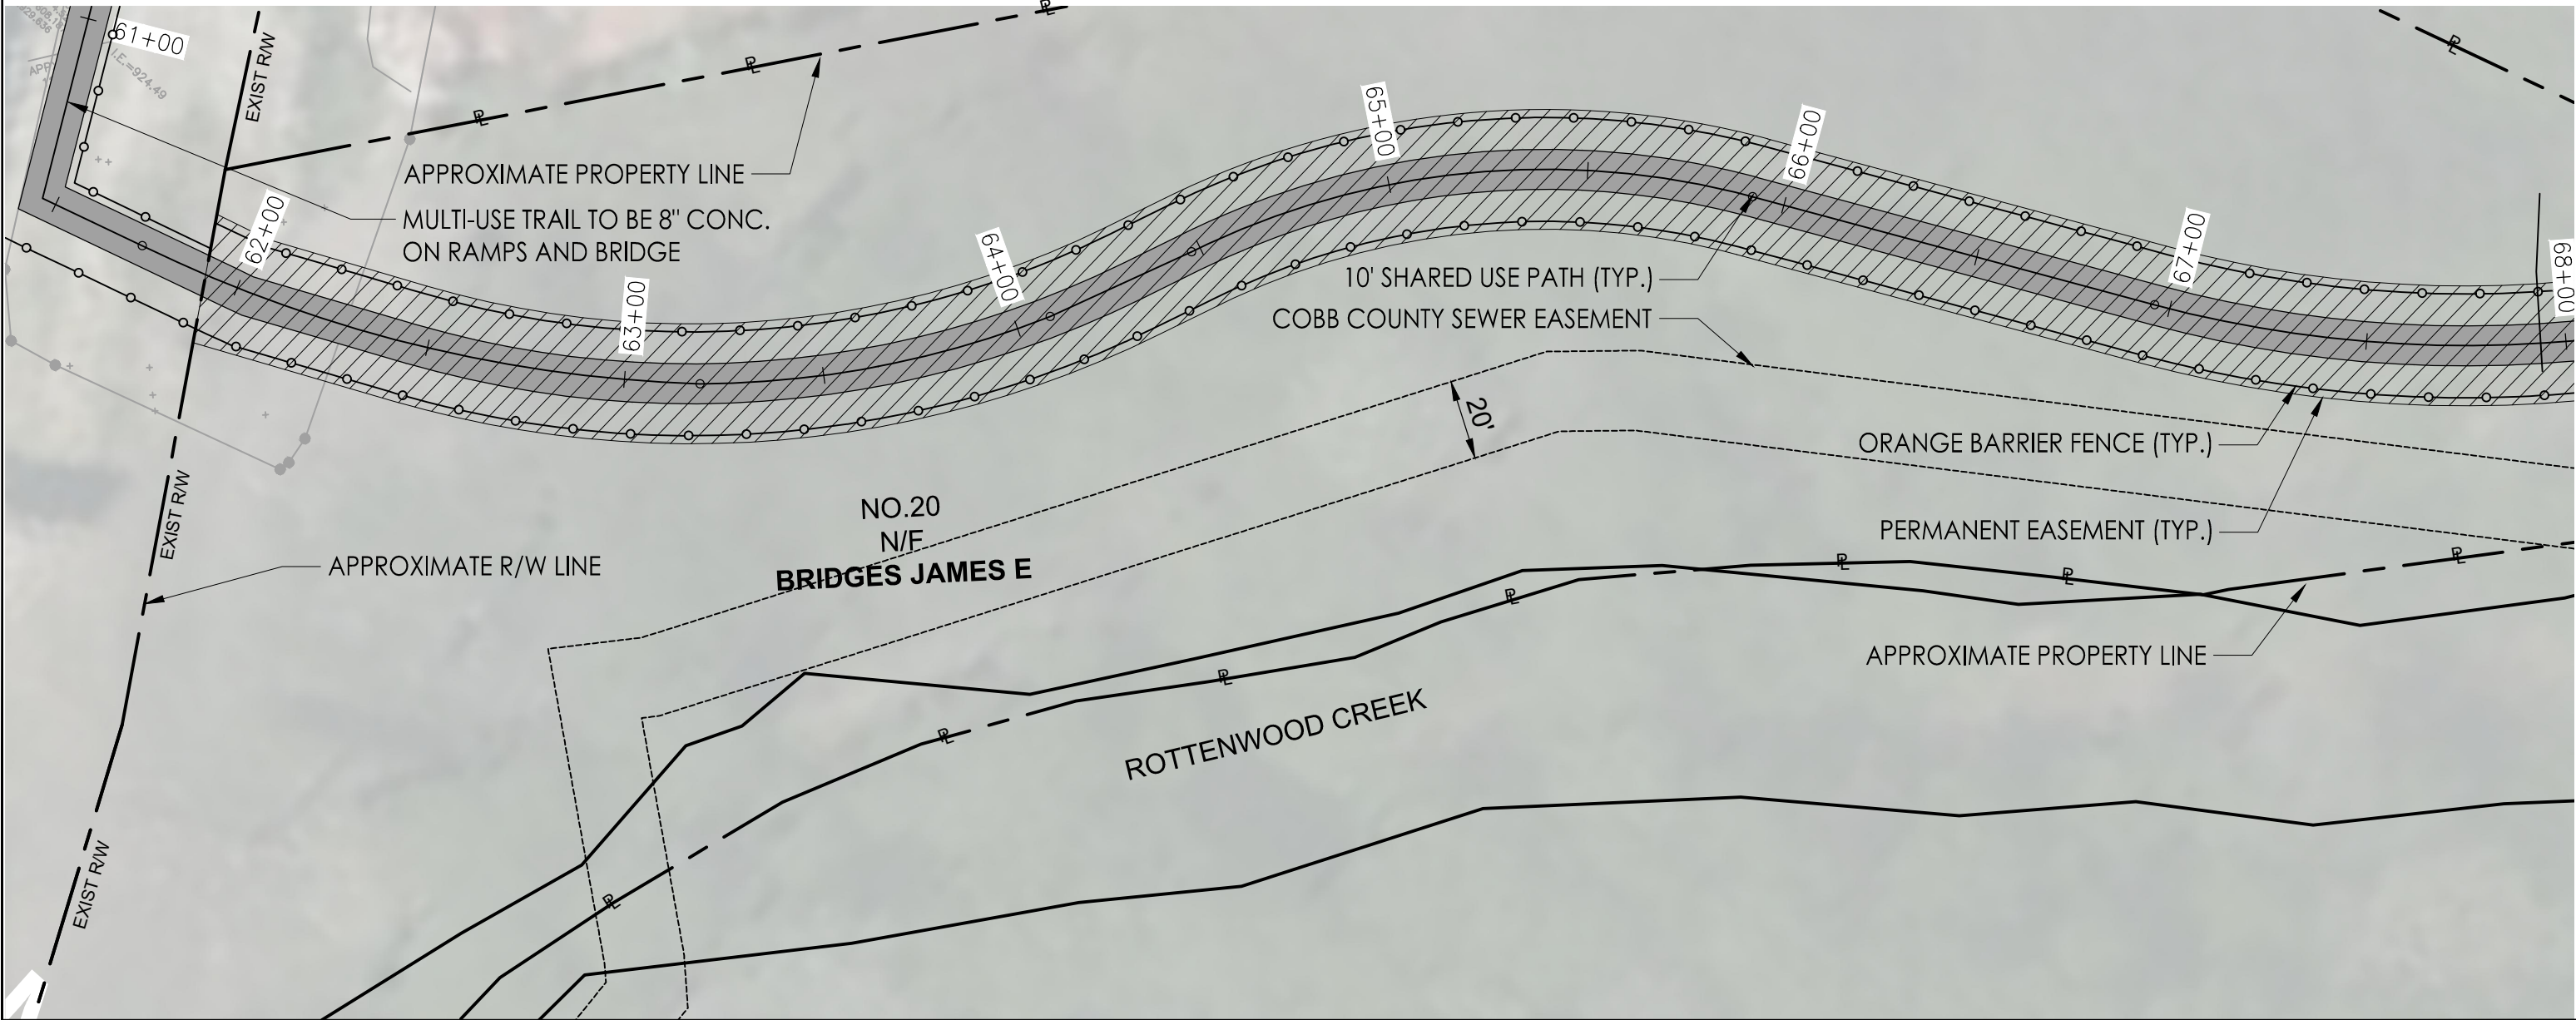 61+00
I.E.=924.49
EXIST R/W
℄
℄
℄
℄
APPROXIMATE PROPERTY LINE
MULTI-USE TRAIL TO BE 8" CONC.
ON RAMPS AND BRIDGE
62+00
63+00
64+00
65+00
66+00
67+00
68+00
10' SHARED USE PATH (TYP.)
COBB COUNTY SEWER EASEMENT
20'
ORANGE BARRIER FENCE (TYP.)
PERMANENT EASEMENT (TYP.)
EXIST R/W
APPROXIMATE R/W LINE
NO.20
N/F
BRIDGES JAMES E
APPROXIMATE PROPERTY LINE
ROTTENWOOD CREEK
EXIST R/W